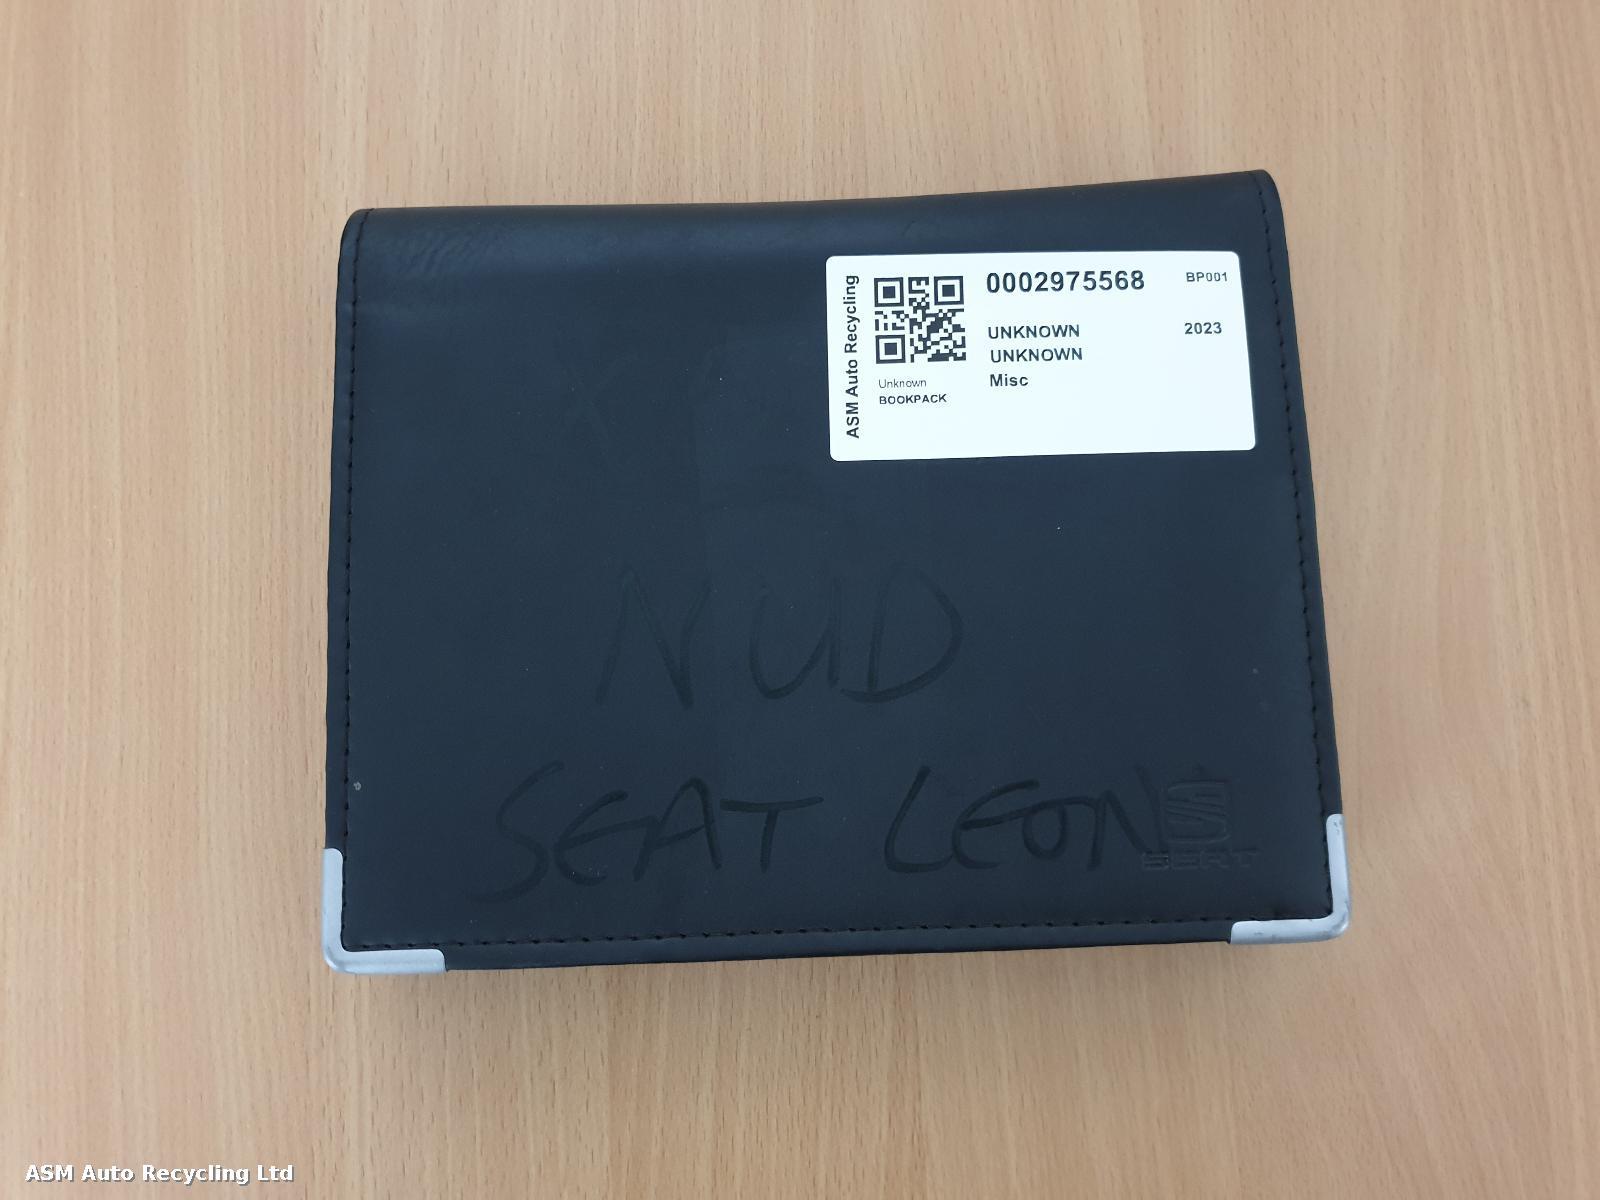 ASM Auto Recycling
0002975568
BP001
UNKNOWN
2023
UNKNOWN
Misc
Unknown
BOOKPACK
NUD
SEAT LEON
SEAT
ASM Auto Recycling Ltd